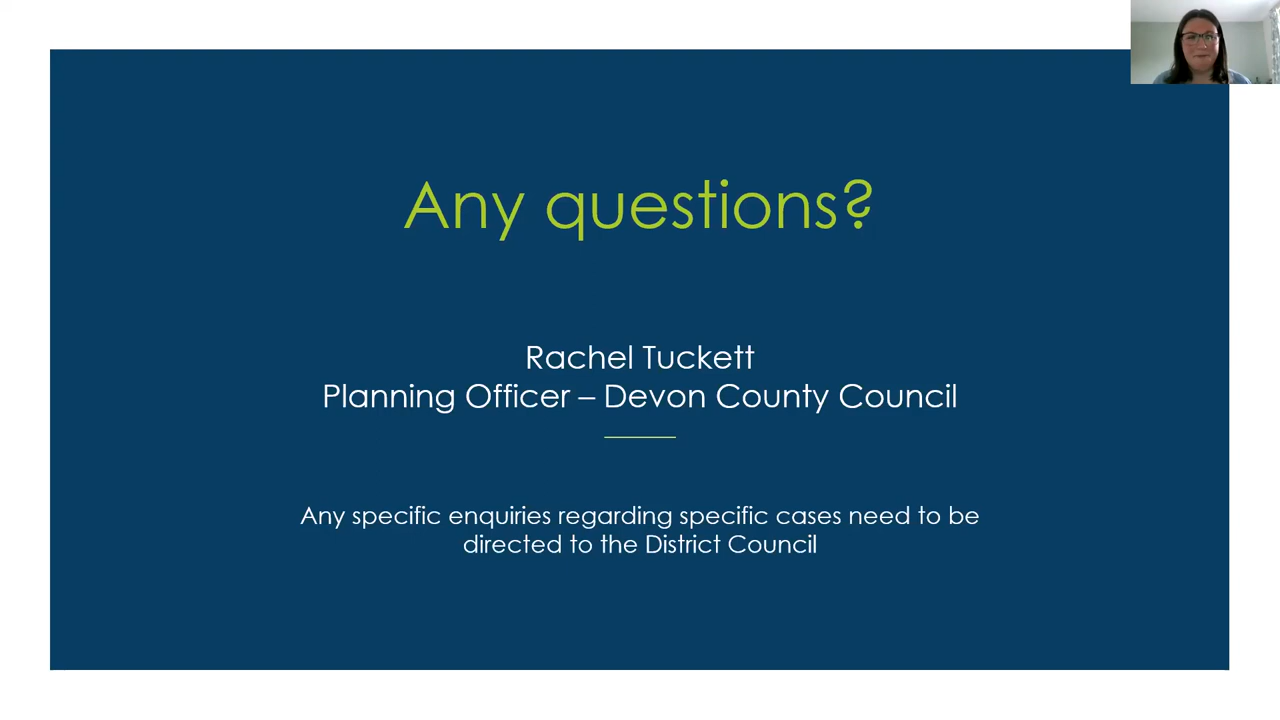 Any questions?
Rachel Tuckett
Planning Officer – Devon County Council
Any specific enquiries regarding specific cases need to be
directed to the District Council